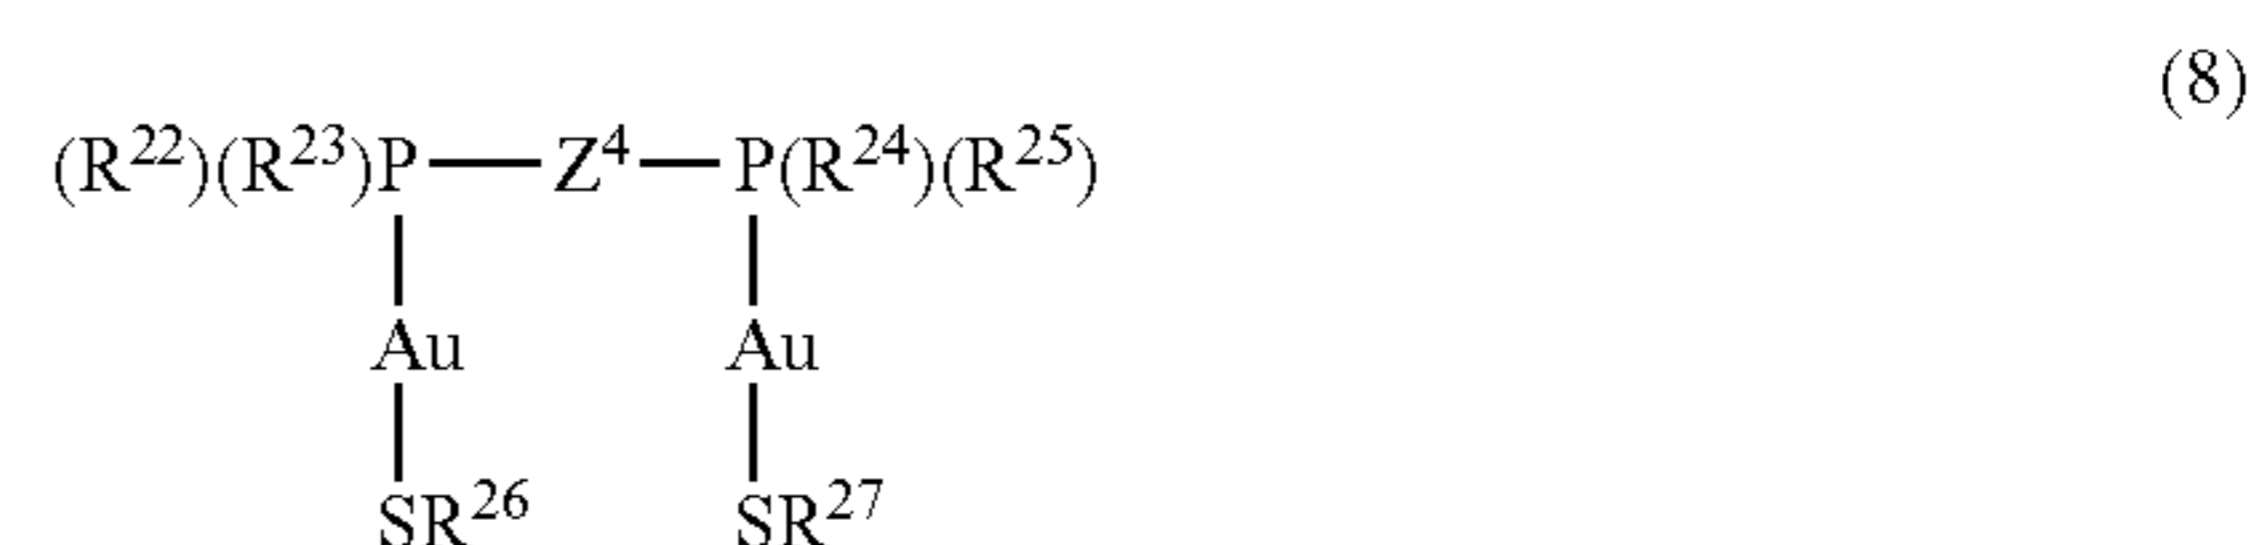 (8)
(R²²)(R²³)P—Z⁴—P(R²⁴)(R²⁵)
Au Au
SR²⁶ SR²⁷